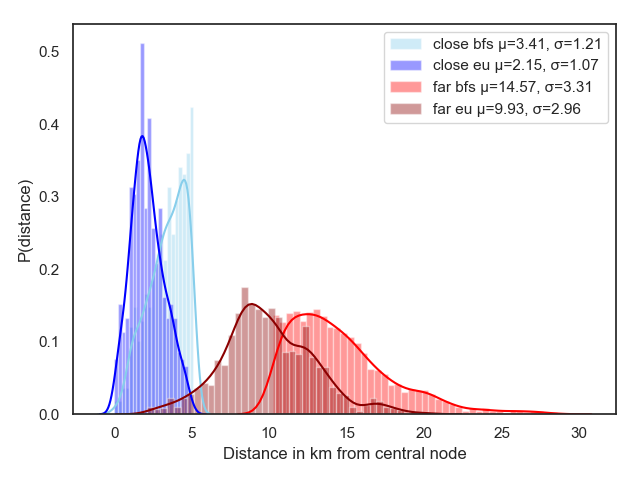 close bfs μ=3.41, σ=1.21
close eu μ=2.15, σ=1.07
far bfs μ=14.57, σ=3.31
far eu μ=9.93, σ=2.96
P(distance)
0.5
0.4
0.3
0.2
0.1
0.0
0 5 10 15 20 25 30
Distance in km from central node